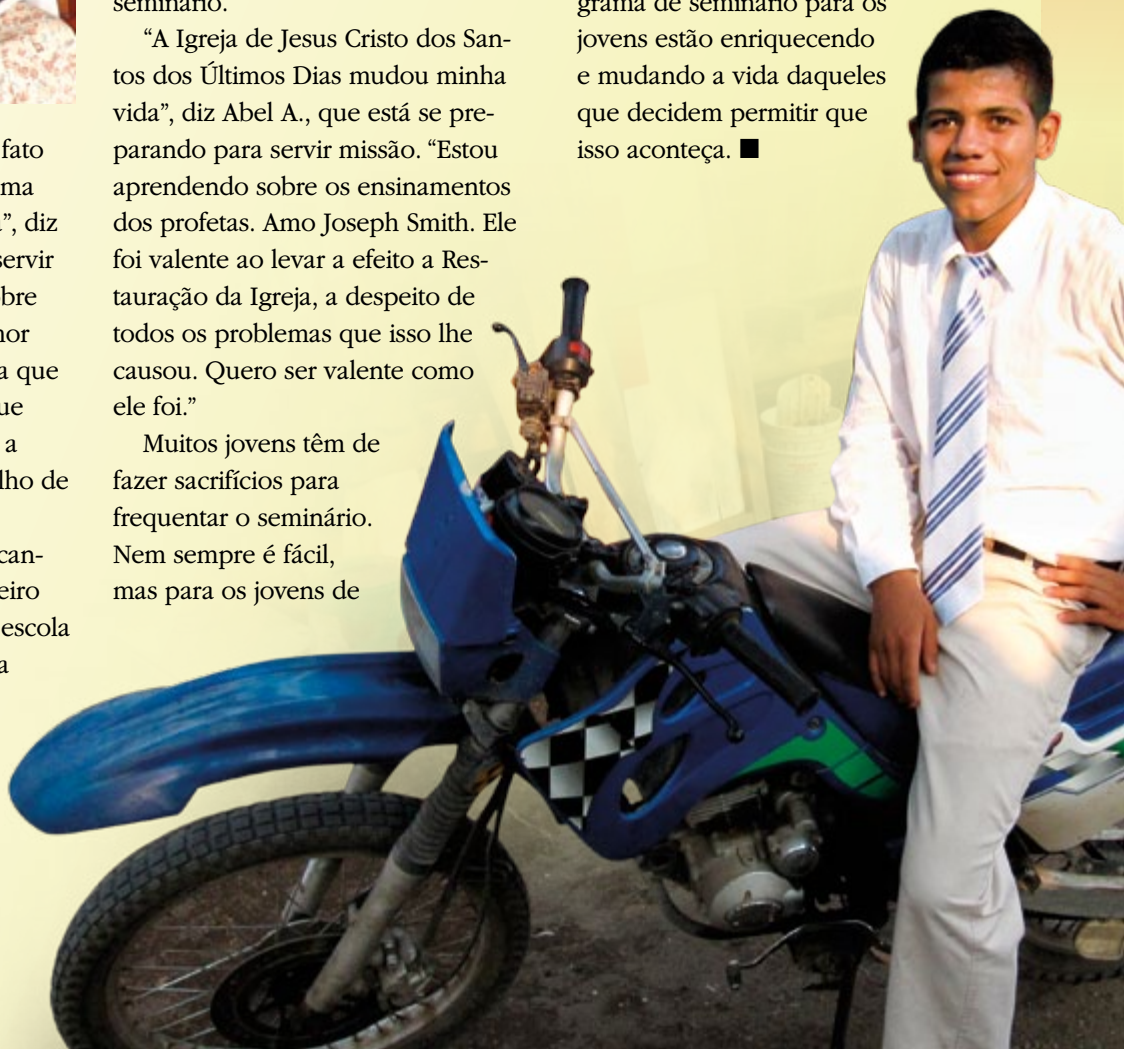 fato
ma
”, diz
servir
bre
nor
a que
ue
a
lho de
can-
eiro
escola
a
seminário.
“A Igreja de Jesus Cristo dos San-
tos dos Últimos Dias mudou minha
vida”, diz Abel A., que está se pre-
parando para servir missão. “Estou
aprendendo sobre os ensinamentos
dos profetas. Amo Joseph Smith. Ele
foi valente ao levar a efeito a Res-
tauração da Igreja, a despeito de
todos os problemas que isso lhe
causou. Quero ser valente como
ele foi.”
Muitos jovens têm de
fazer sacrifícios para
frequentar o seminário.
Nem sempre é fácil,
mas para os jovens de
grama de seminário para os
jovens estão enriquecendo
e mudando a vida daqueles
que decidem permitir que
isso aconteça. ■